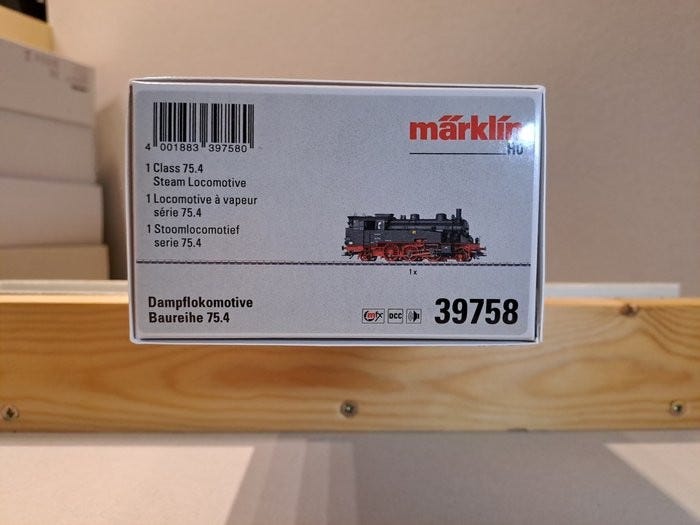 märklin
H0
4 001883 397580
1 Class 75.4
Steam Locomotive
1 Locomotive à vapeur
série 75.4
1 Stoomlocomotief
serie 75.4
1 x
Dampflokomotive
Baureihe 75.4
mfx DCC
39758